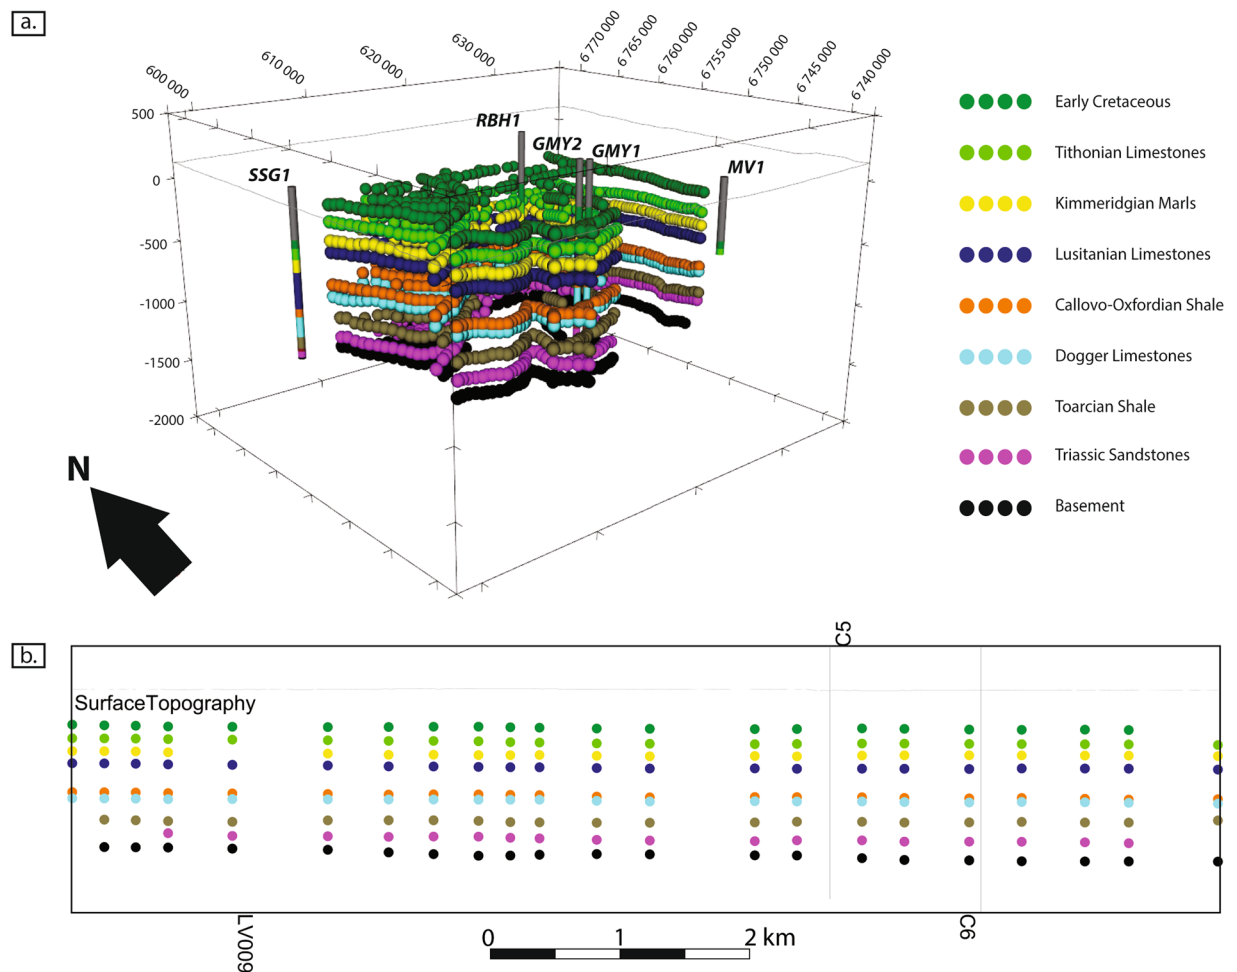 a.
600 000
610 000
620 000
630 000
6 770 000
6 765 000
6 760 000
6 755 000
6 750 000
6 745 000
6 740 000
500
0
-500
-1000
-1500
-2000
SSG1
RBH1
GMY2
GMY1
MV1
N
Early Cretaceous
Tithonian Limestones
Kimmeridgian Marls
Lusitanian Limestones
Callovo-Oxfordian Shale
Dogger Limestones
Toarcian Shale
Triassic Sandstones
Basement
b.
C5
SurfaceTopography
LV009
C6
0 1 2 km